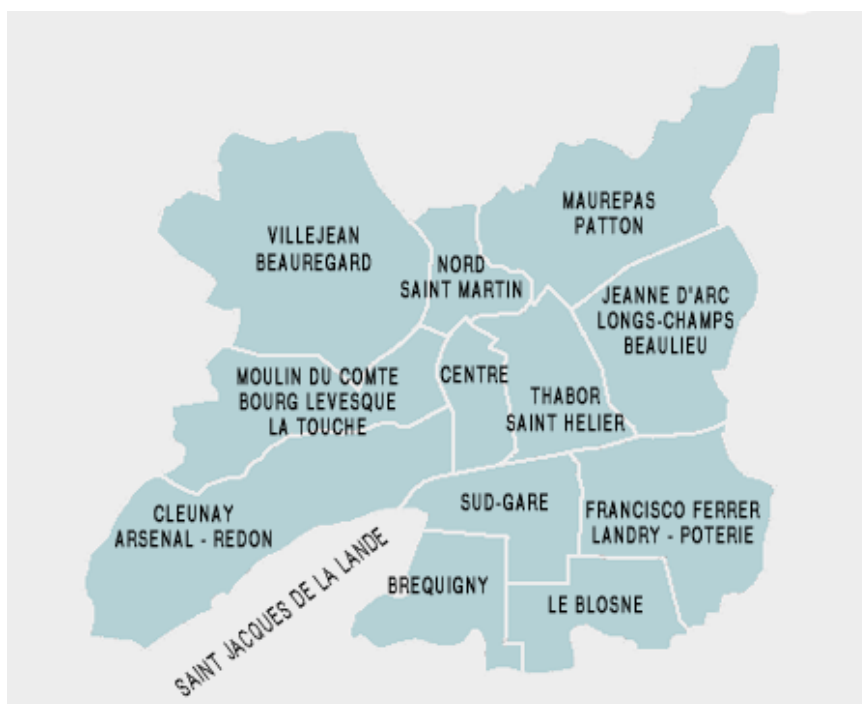 MAUREPAS
PATTON
VILLEJEAN
BEAUREGARD
NORD
SAINT MARTIN
JEANNE D'ARC
LONGS-CHAMPS
BEAULIEU
MOULIN DU COMTE
BOURG LEVESQUE
LA TOUCHE
CENTRE
THABOR
SAINT HELIER
CLEUNAY
ARSENAL - REDON
SUD-GARE
FRANCISCO FERRER
LANDRY - POTERIE
SAINT JACQUES DE LA LANDE
BREQUIGNY
LE BLOSNE